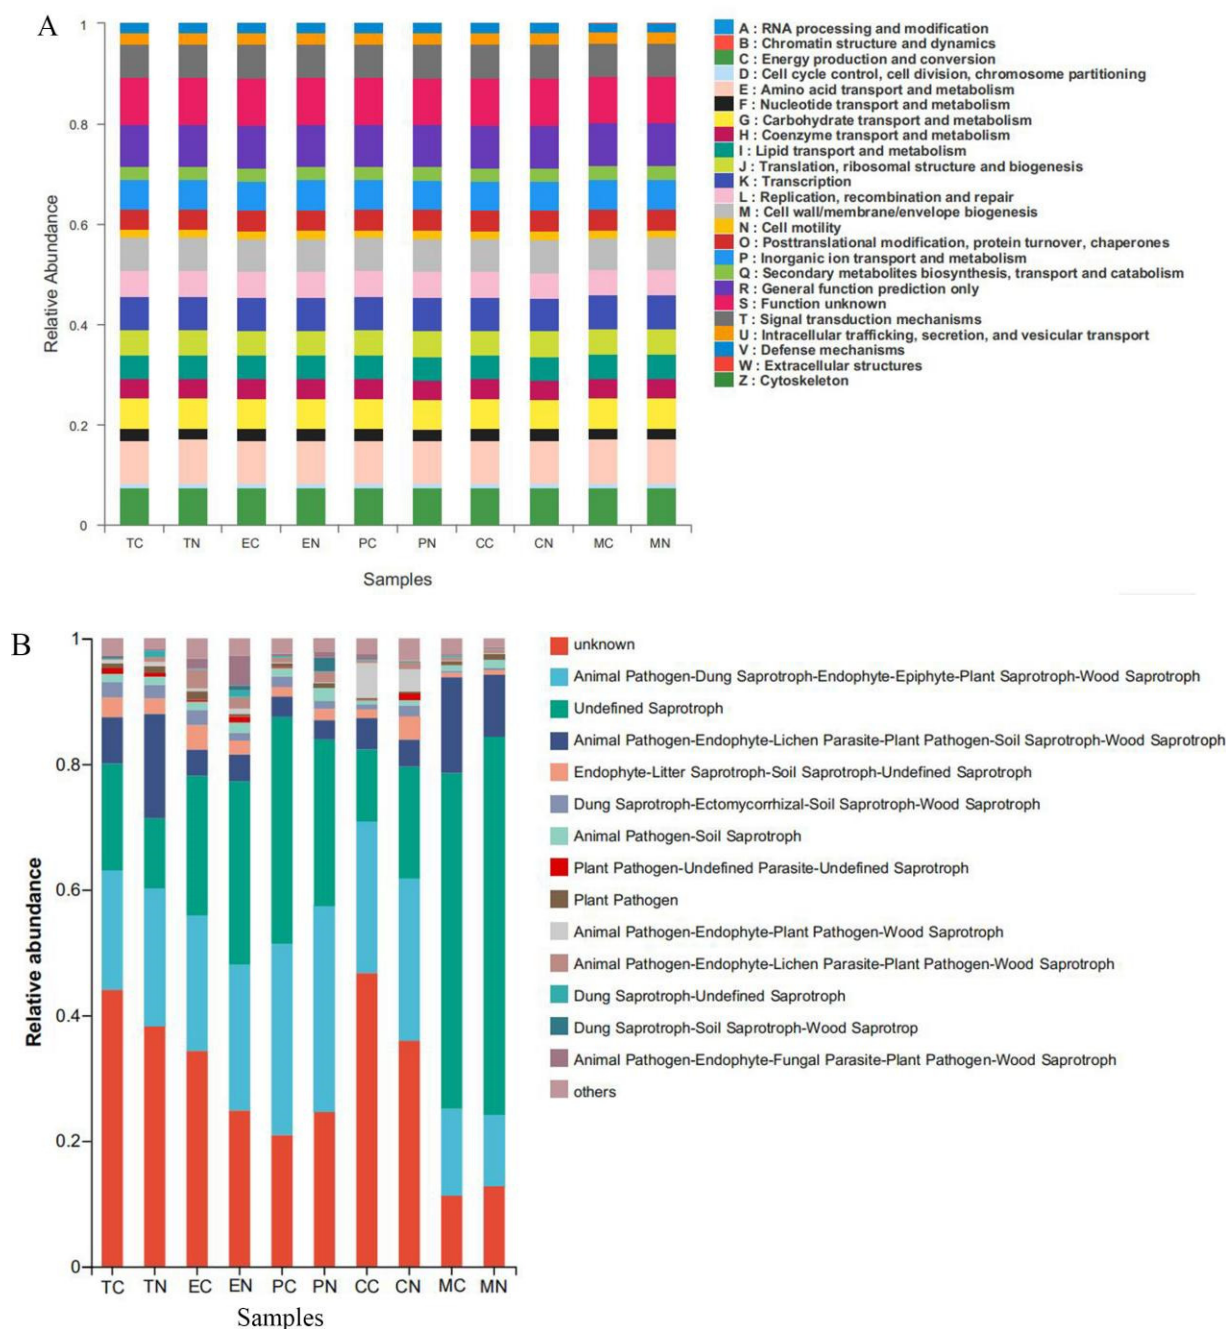 A
1
0.8
0.6
0.4
0.2
0
Relative Abundance
TC TN EC EN PC PN CC CN MC MN
Samples
A : RNA processing and modification
B : Chromatin structure and dynamics
C : Energy production and conversion
D : Cell cycle control, cell division, chromosome partitioning
E : Amino acid transport and metabolism
F : Nucleotide transport and metabolism
G : Carbohydrate transport and metabolism
H : Coenzyme transport and metabolism
I : Lipid transport and metabolism
J : Translation, ribosomal structure and biogenesis
K : Transcription
L : Replication, recombination and repair
M : Cell wall/membrane/envelope biogenesis
N : Cell motility
O : Posttranslational modification, protein turnover, chaperones
P : Inorganic ion transport and metabolism
Q : Secondary metabolites biosynthesis, transport and catabolism
R : General function prediction only
S : Function unknown
T : Signal transduction mechanisms
U : Intracellular trafficking, secretion, and vesicular transport
V : Defense mechanisms
W : Extracellular structures
Z : Cytoskeleton
B
1
0.8
0.6
0.4
0.2
0
Relative abundance
TC TN EC EN PC PN CC CN MC MN
Samples
unknown
Animal Pathogen-Dung Saprotroph-Endophyte-Epiphyte-Plant Saprotroph-Wood Saprotroph
Undefined Saprotroph
Animal Pathogen-Endophyte-Lichen Parasite-Plant Pathogen-Soil Saprotroph-Wood Saprotroph
Endophyte-Litter Saprotroph-Soil Saprotroph-Undefined Saprotroph
Dung Saprotroph-Ectomycorrhizal-Soil Saprotroph-Wood Saprotroph
Animal Pathogen-Soil Saprotroph
Plant Pathogen-Undefined Parasite-Undefined Saprotroph
Plant Pathogen
Animal Pathogen-Endophyte-Plant Pathogen-Wood Saprotroph
Animal Pathogen-Endophyte-Lichen Parasite-Plant Pathogen-Wood Saprotroph
Dung Saprotroph-Undefined Saprotroph
Dung Saprotroph-Soil Saprotroph-Wood Saprotrop
Animal Pathogen-Endophyte-Fungal Parasite-Plant Pathogen-Wood Saprotroph
others